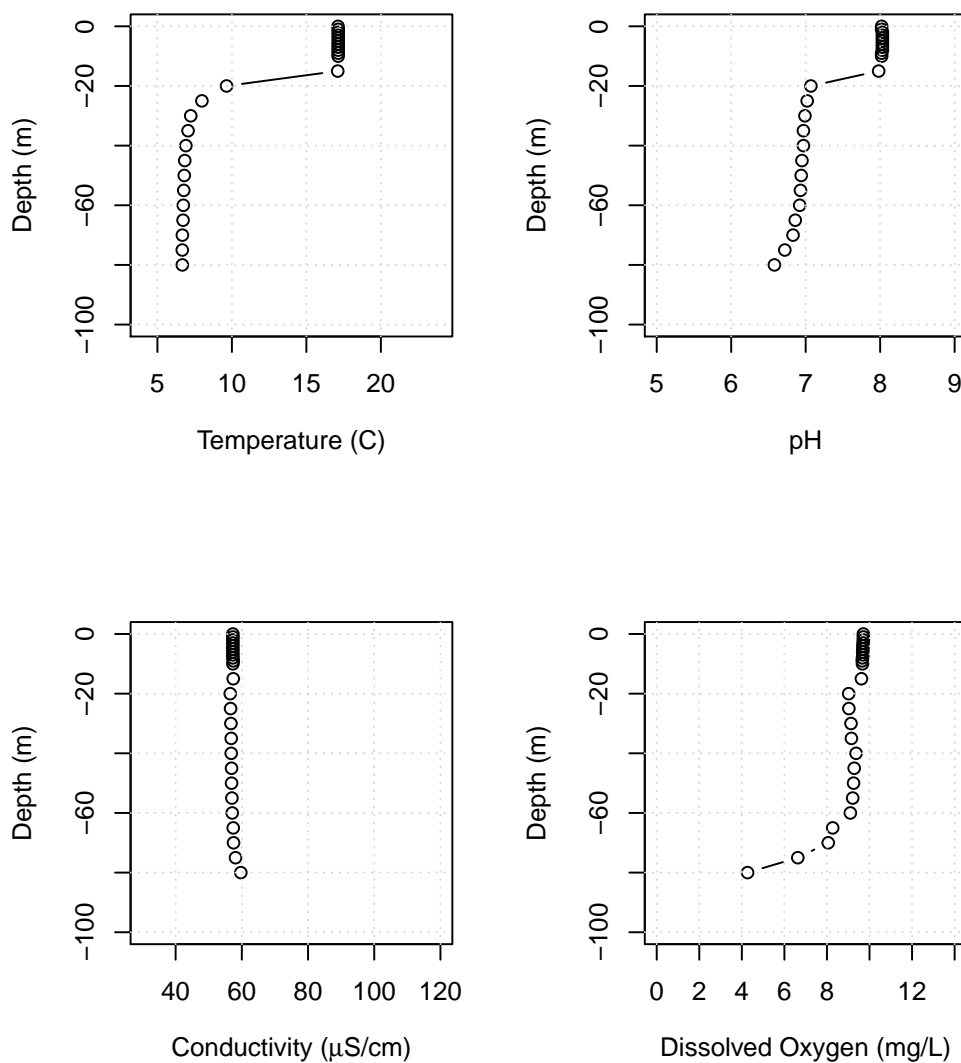 0
−20
−60
−100
Depth (m)
5 10 15 20
Temperature (C)
0
−20
−60
−100
Depth (m)
5 6 7 8 9
pH
0
−20
−60
−100
Depth (m)
40 60 80 100 120
Conductivity (μS/cm)
0
−20
−60
−100
Depth (m)
0 2 4 6 8 12
Dissolved Oxygen (mg/L)